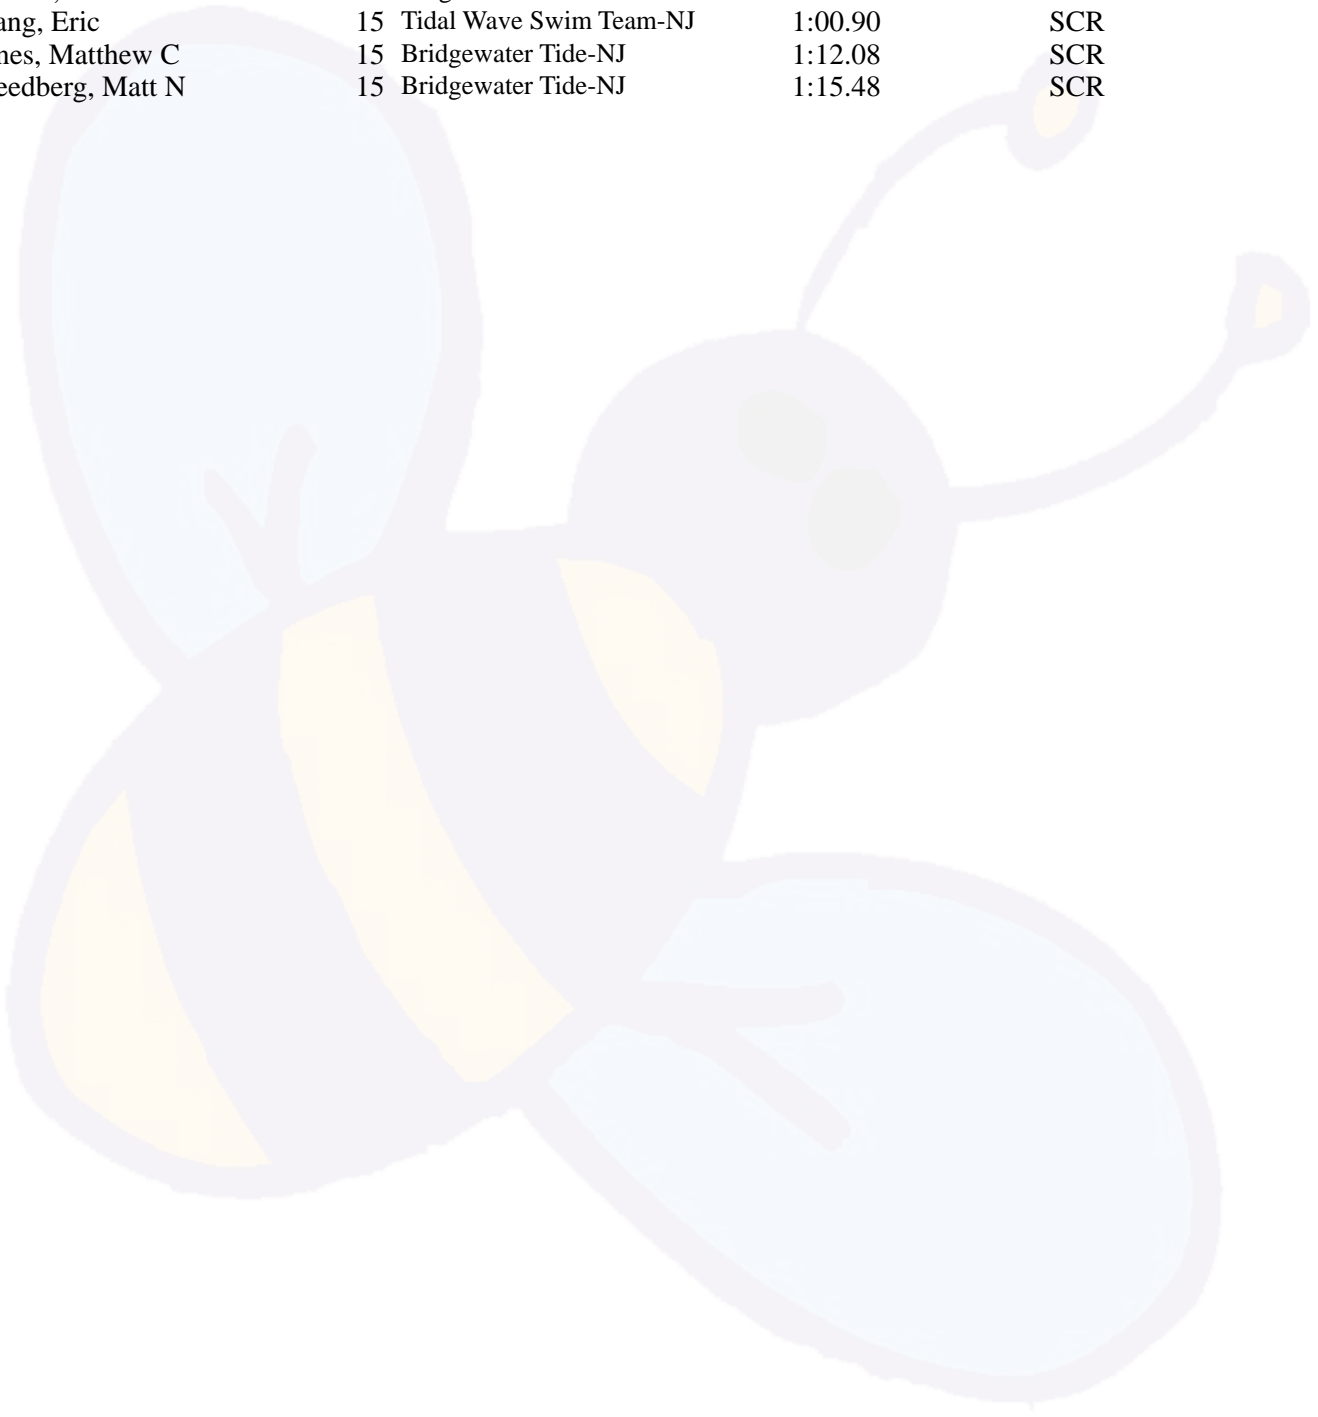 ang, Eric 15 Tidal Wave Swim Team-NJ 1:00.90 SCR
nes, Matthew C 15 Bridgewater Tide-NJ 1:12.08 SCR
eedberg, Matt N 15 Bridgewater Tide-NJ 1:15.48 SCR